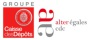 GROUPE
Caisse
des Dépôts
alter égales
cdc